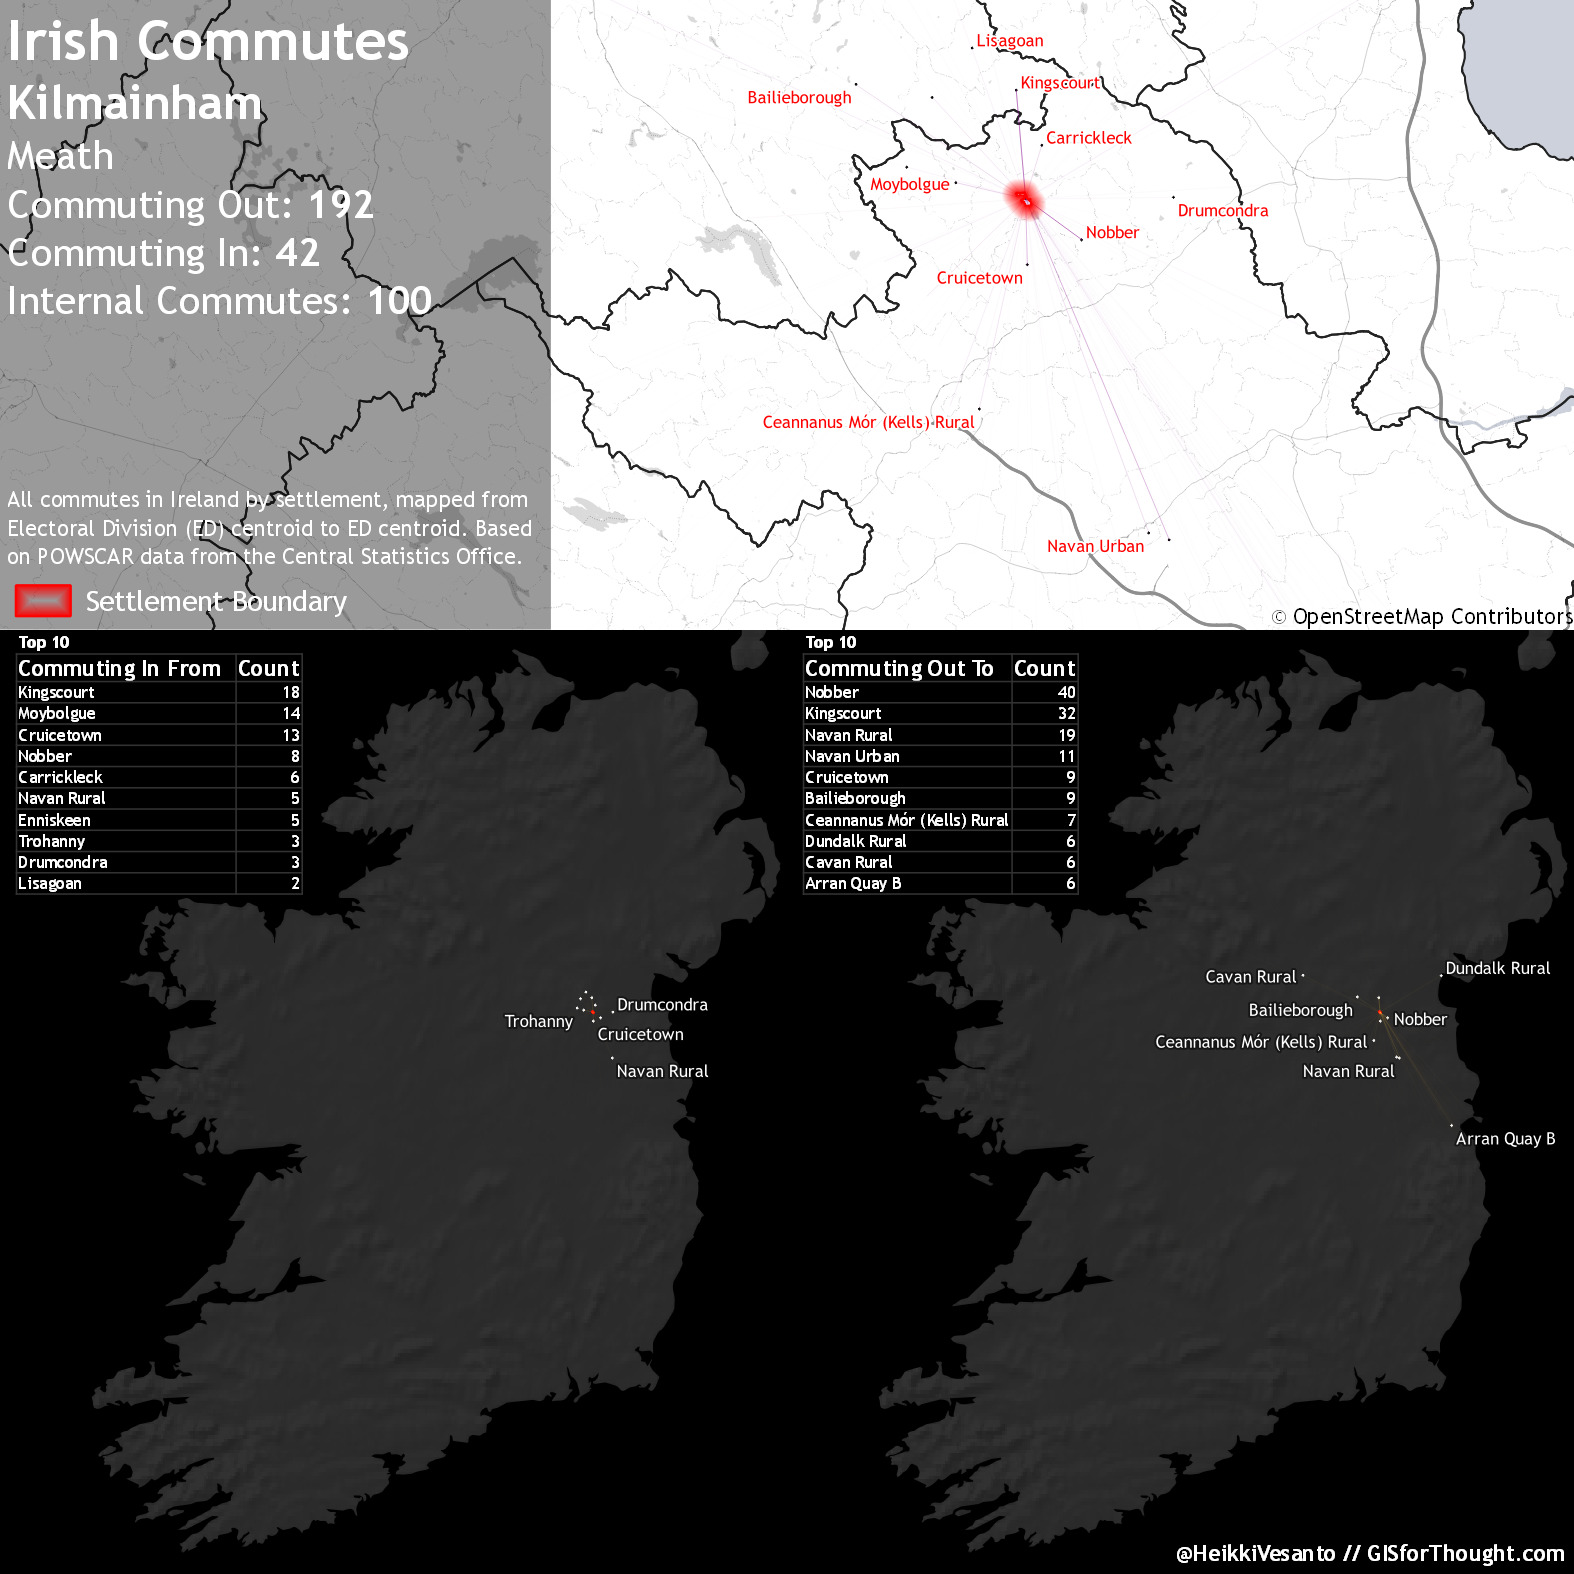 Irish Commutes
Kilmainham
Meath
Commuting Out: 192
Commuting In: 42
Internal Commutes: 100
All commutes in Ireland by settlement, mapped from
Electoral Division (ED) centroid to ED centroid. Based
on POWSCAR data from the Central Statistics Office.
Settlement Boundary
Lisagoan
Kingscourt
Bailieborough
Carrickleck
Moybolgue
Drumcondra
Nobber
Cruicetown
Ceannanus Mór (Kells) Rural
Navan Urban
© OpenStreetMap Contributors
Top 10
Commuting In From Count
Kingscourt 18
Moybolgue 14
Cruicetown 13
Nobber 8
Carrickleck 6
Navan Rural 5
Enniskeen 5
Trohanny 3
Drumcondra 3
Lisagoan 2
Drumcondra
Trohanny
Cruicetown
Navan Rural
Top 10
Commuting Out To Count
Nobber 40
Kingscourt 32
Navan Rural 19
Navan Urban 11
Cruicetown 9
Bailieborough 9
Ceannanus Mór (Kells) Rural 7
Dundalk Rural 6
Cavan Rural 6
Arran Quay B 6
Dundalk Rural
Cavan Rural
Bailieborough
Nobber
Ceannanus Mór (Kells) Rural
Navan Rural
Arran Quay B
@HeikkiVesanto // GISforThought.com